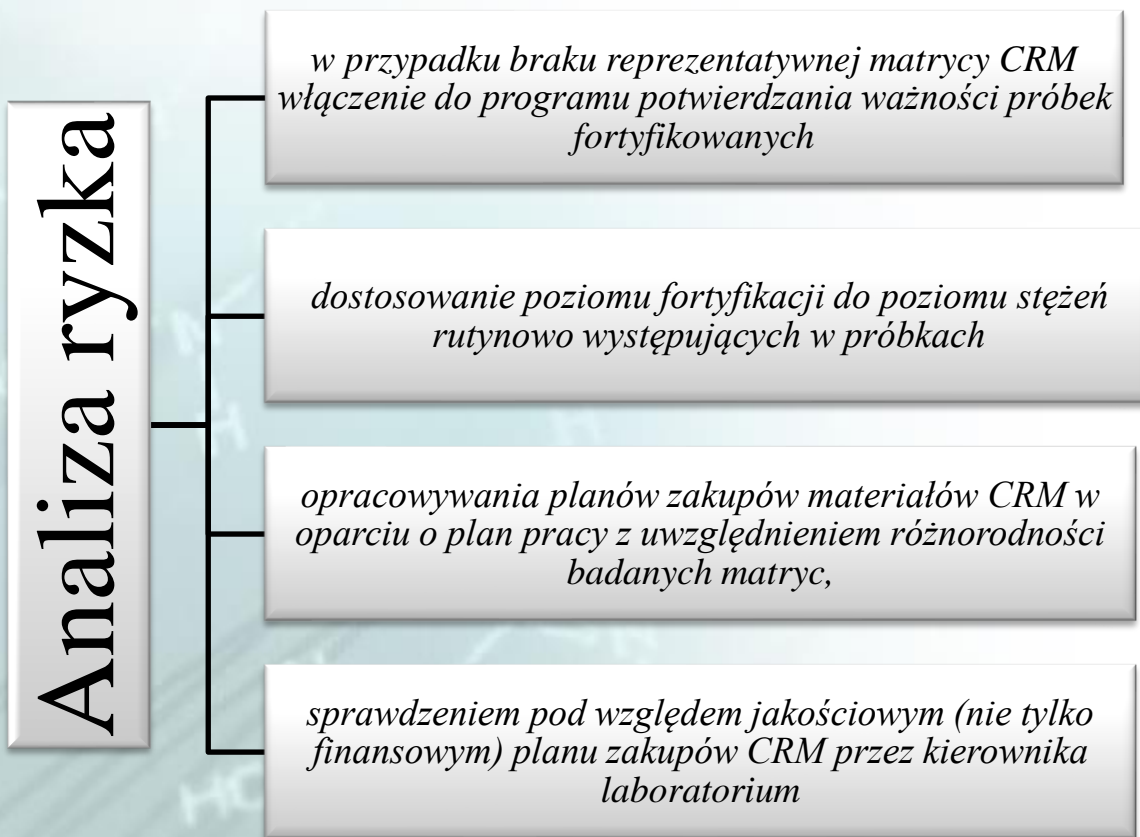 Analiza ryzka
w przypadku braku reprezentatywnej matrycy CRM
włączenie do programu potwierdzania ważności próbek
fortyfikowanych
dostosowanie poziomu fortyfikacji do poziomu stężeń
rutynowo występujących w próbkach
opracowywania planów zakupów materiałów CRM w
oparciu o plan pracy z uwzględnieniem różnorodności
badanych matryc,
sprawdzeniem pod względem jakościowym (nie tylko
finansowym) planu zakupów CRM przez kierownika
laboratorium